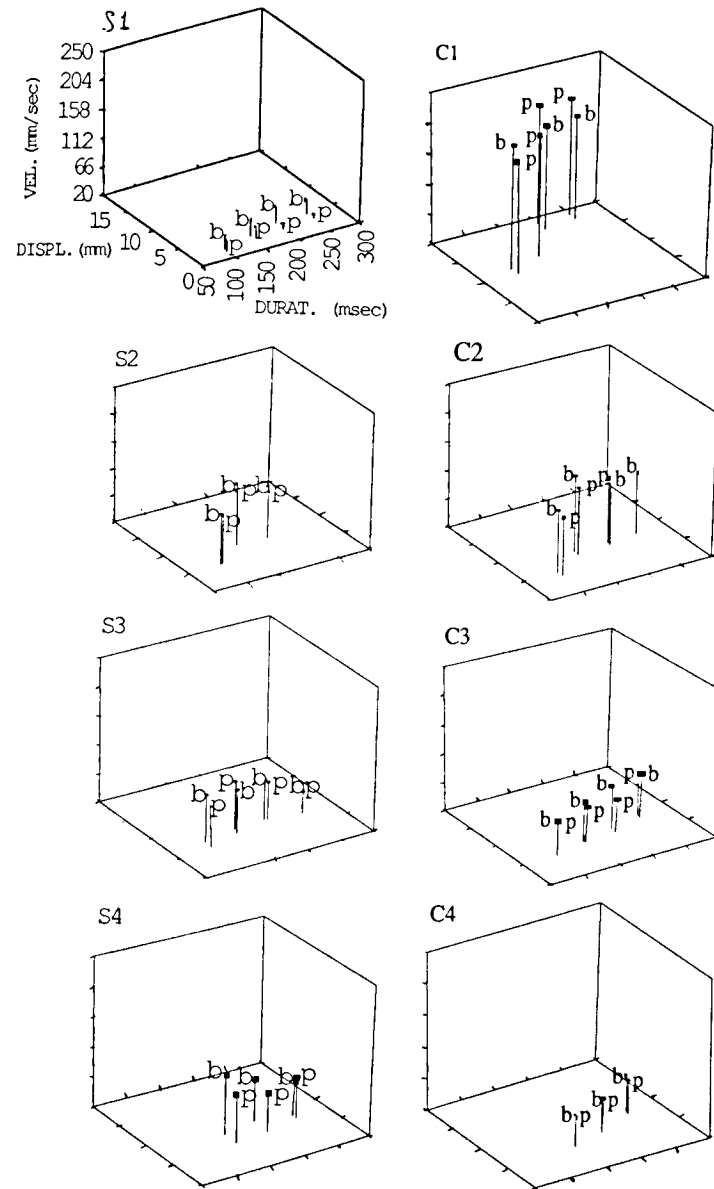 S1
VEL. (mm/sec)
250
204
158
112
66
20
15
10
5
0
DISPL. (mm)
50
100
150
200
250
300
DURAT. (msec)
b p b p b p b p
C1
p p
b b
b p
p
S2
b p b p
b p
C2
b p b
p b
b p
S3
b p b p b p
p b
C3
p b
b
b p p
b
S4
b b b p
p p
C4
b p
b p
b p